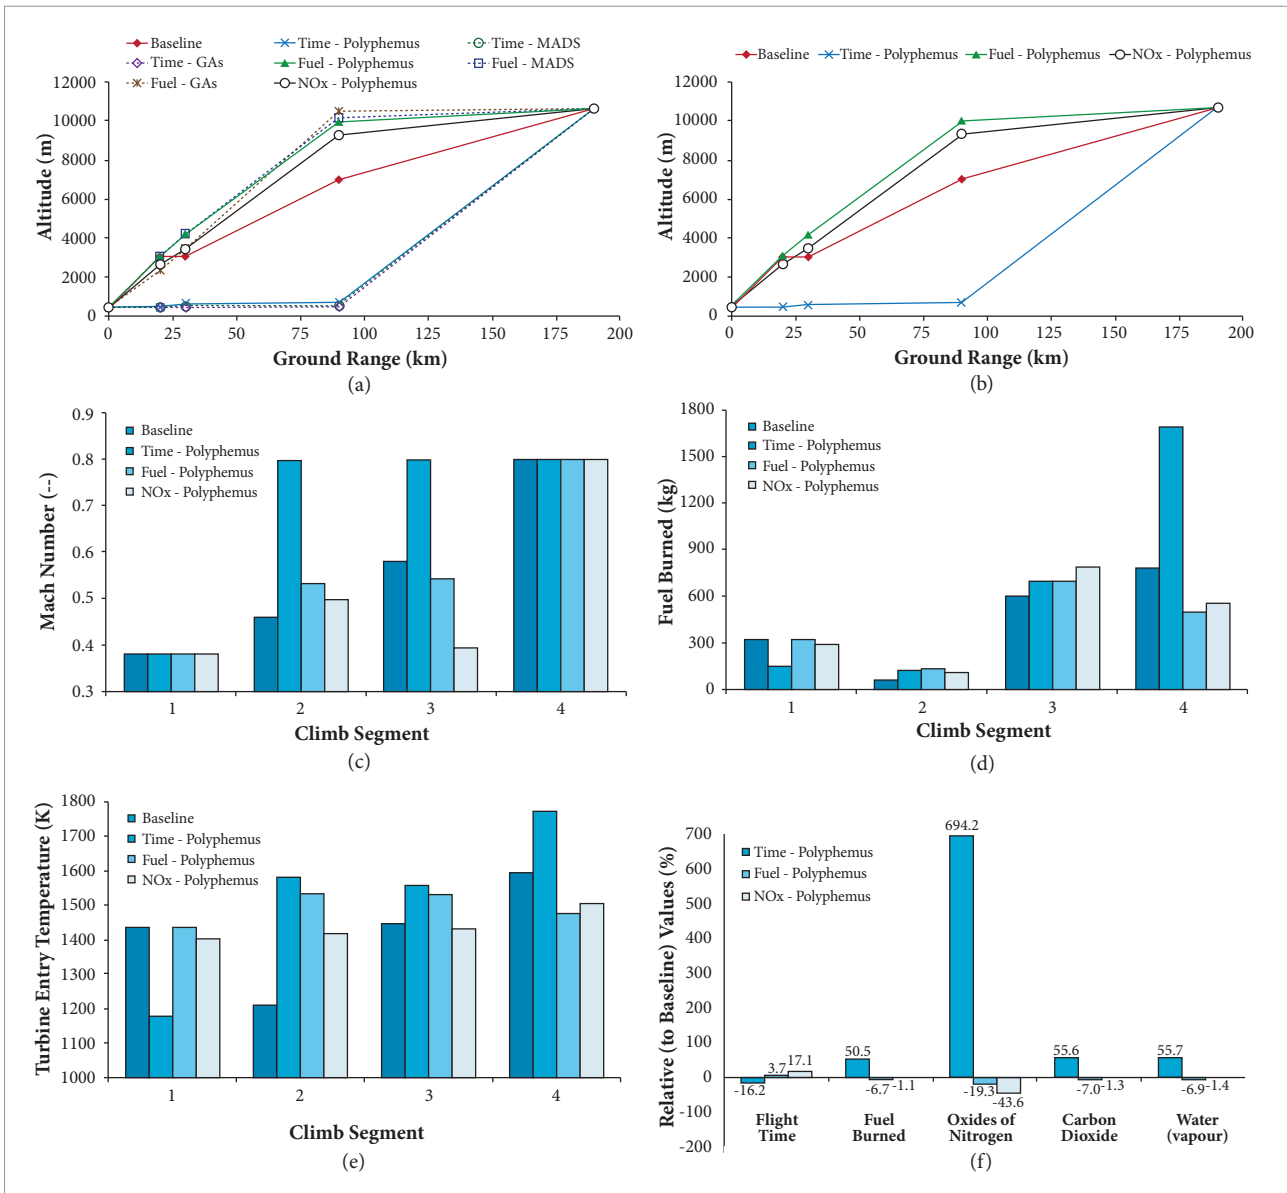 Baseline
Time - Polyphemus
Time - MADS
Time - GAs
Fuel - Polyphemus
Fuel - MADS
Fuel - GAs
NOx - Polyphemus
12000
10000
8000
6000
4000
2000
0
Altitude (m)
0 25 50 75 100 125 150 175 200
Ground Range (km)
(a)
Baseline Time - Polyphemus Fuel - Polyphemus NOx - Polyphemus
12000
10000
8000
6000
4000
2000
0
Altitude (m)
0 25 50 75 100 125 150 175 200
Ground Range (km)
(b)
0.9
0.8
0.7
0.6
0.5
0.4
0.3
Mach Number (--)
Baseline
Time - Polyphemus
Fuel - Polyphemus
NOx - Polyphemus
1 2 3 4
Climb Segment
(c)
1800
1500
1200
900
600
300
0
Fuel Burned (kg)
Baseline
Time - Polyphemus
Fuel - Polyphemus
NOx - Polyphemus
1 2 3 4
Climb Segment
(d)
1800
1700
1600
1500
1400
1300
1200
1100
1000
Turbine Entry Temperature (K)
Baseline
Time - Polyphemus
Fuel - Polyphemus
NOx - Polyphemus
1 2 3 4
Climb Segment
(e)
700
600
500
400
300
200
100
0
-100
-200
Relative (to Baseline) Values (%)
Time - Polyphemus
Fuel - Polyphemus
NOx - Polyphemus
694.2
-16.2 3.7 17.1
50.5 -6.7 -1.1
-19.3 -43.6
55.6 -7.0 -1.3
55.7 -6.9 -1.4
Flight Time
Fuel Burned
Oxides of Nitrogen
Carbon Dioxide
Water (vapour)
(f)